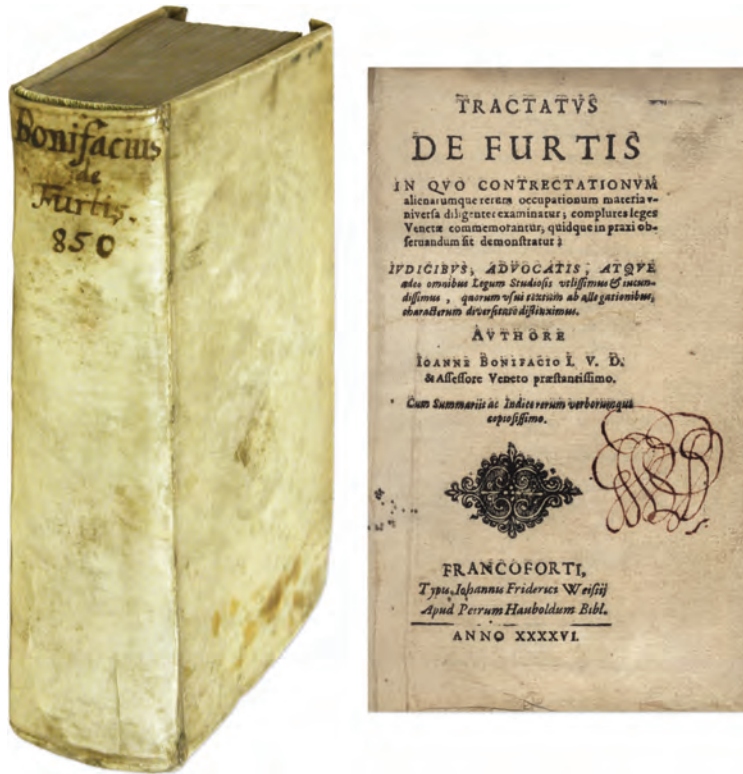 Bonifacius
de
Furtis.
850
TRACTATVS
DE FURTIS
IN QVO CONTRECTATIONVM
alienarumque rerum occupationum materia v-
niversa diligenter examinatur; complures leges
Venetæ commemorantur, quidque in praxi ob-
servandum sit demonstratur;
IVDICIBVS, ADVOCATIS, ATQVE
adeo omnibus Legum Studiosis vtilissimus & iucun-
dissimus, quorum vsui textum ab allegationibus,
characterum diversitate distinximus.
AVTHORE
IOANNE BONIFACIO I. V. D.
& Assessore Veneto præstantissimo.
Cum Summariis ac Indice rerum verborumque
copiosissimo.
FRANCOFORTI,
Typis Johannis Friderici Weisij
Apud Petrum Hauboldum Bibl.
ANNO XXXXVI.